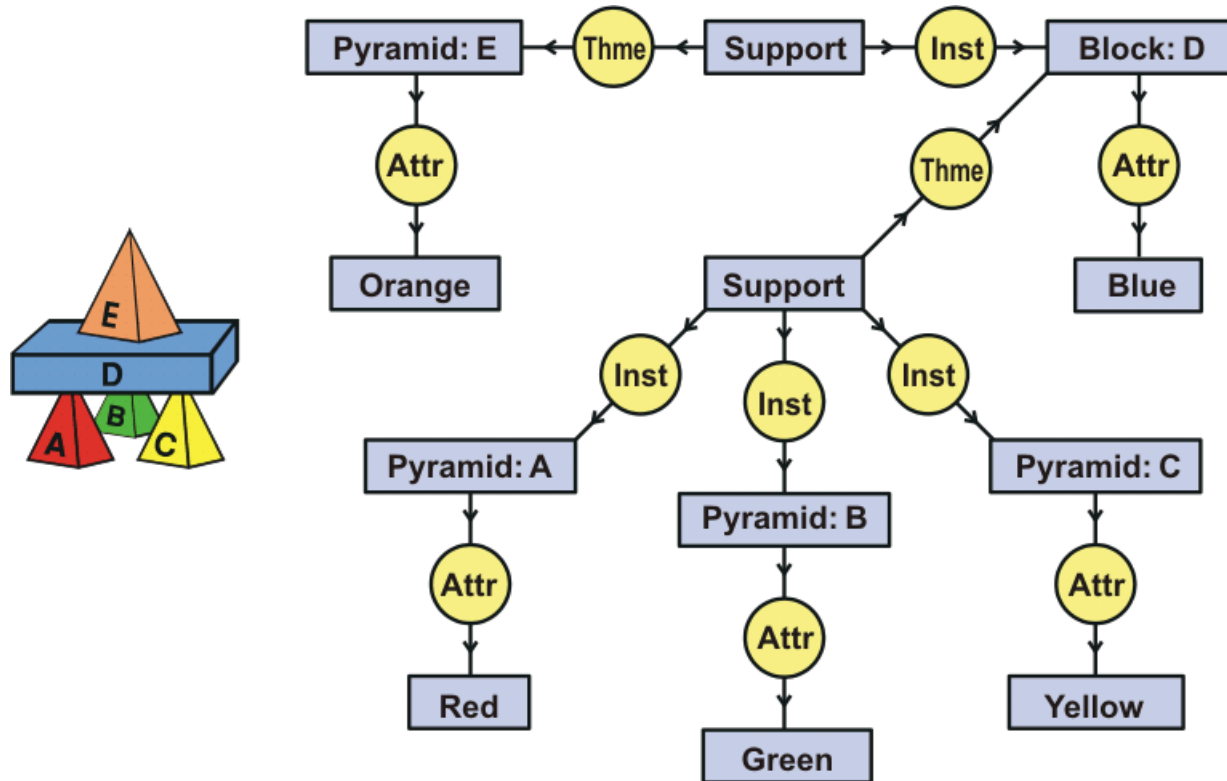 Pyramid: E
Thme
Support
Inst
Block: D
Attr
Thme
Attr
Orange
Support
Blue
E
D
B
A
C
Inst
Inst
Inst
Pyramid: A
Pyramid: B
Pyramid: C
Attr
Attr
Attr
Red
Green
Yellow